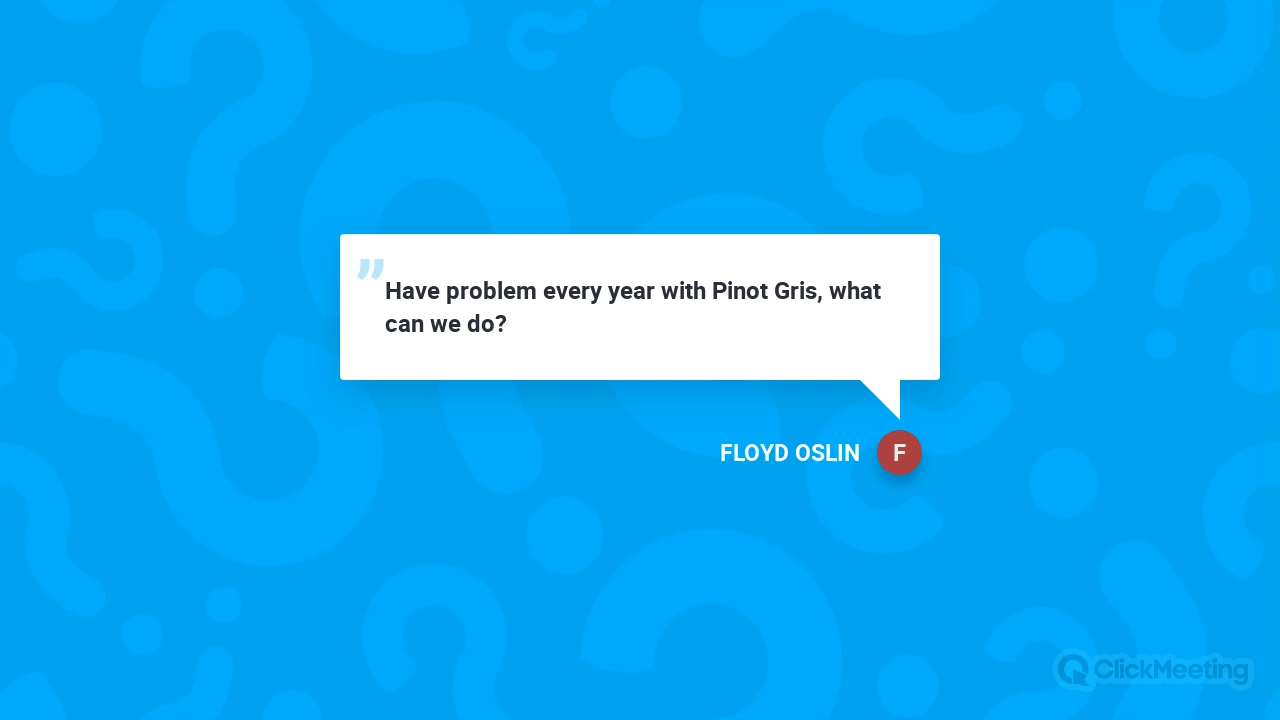 Have problem every year with Pinot Gris, what
can we do?
FLOYD OSLIN F
ClickMeeting